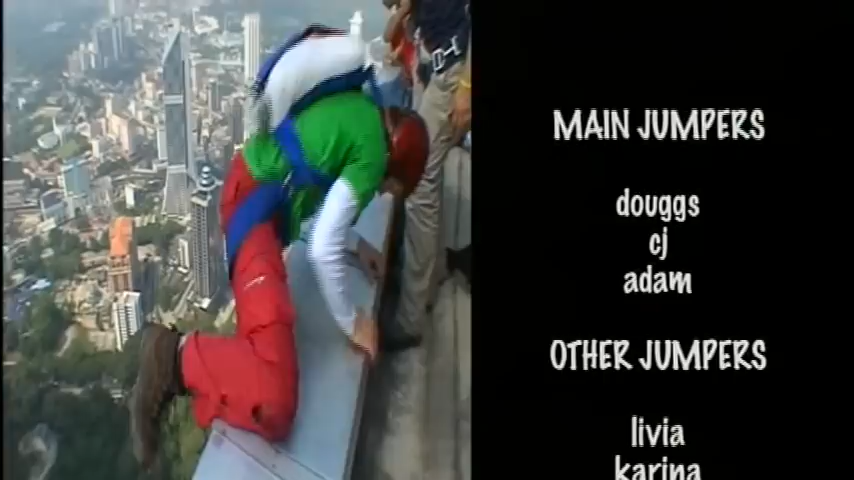 MAIN JUMPERS
douggs
cj
adam
OTHER JUMPERS
livia
karina